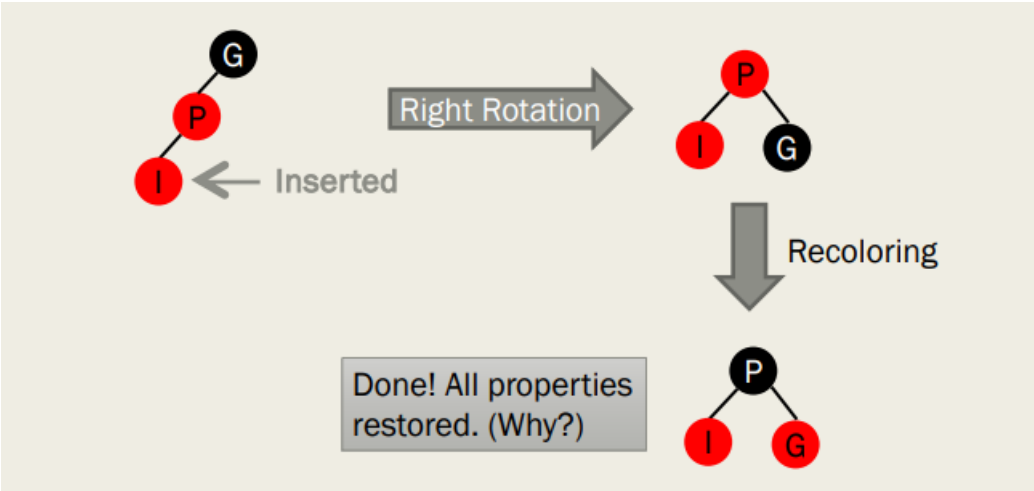 G
P
I
Inserted
Right Rotation
P
I
G
Recoloring
Done! All properties
restored. (Why?)
P
I
G